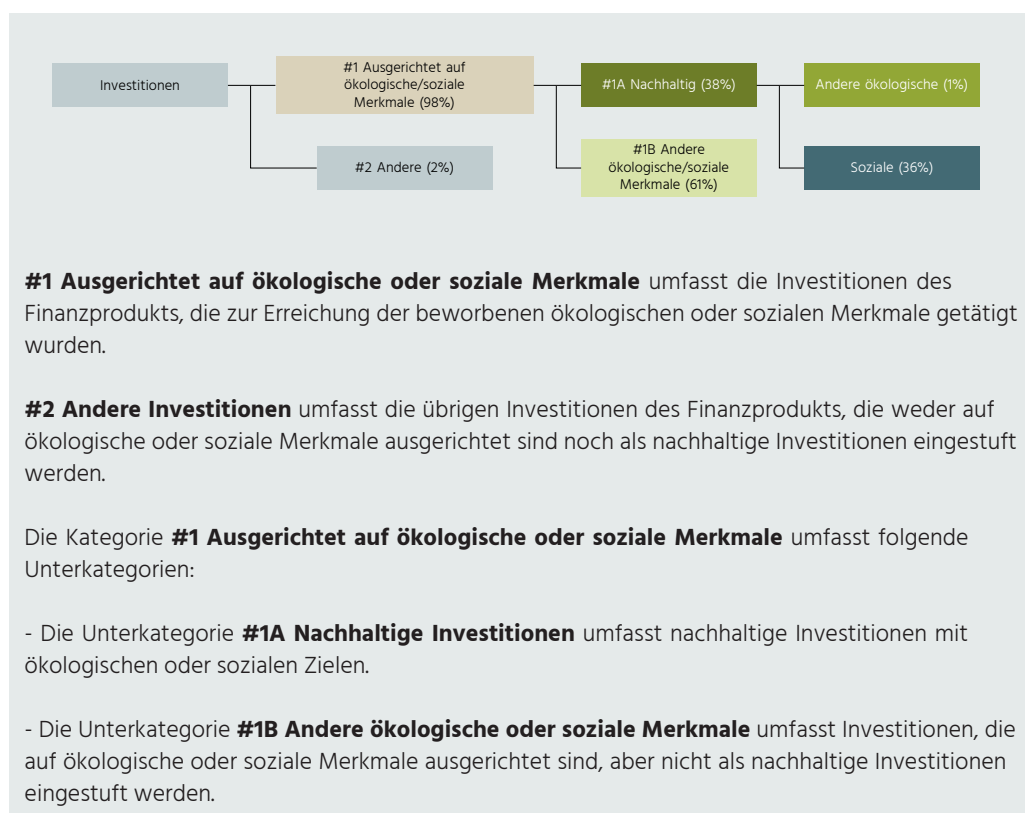 Investitionen
#1 Ausgerichtet auf
ökologische/soziale
Merkmale (98%)
#1A Nachhaltig (38%)
Andere ökologische (1%)
#2 Andere (2%)
#1B Andere
ökologische/soziale
Merkmale (61%)
Soziale (36%)
#1 Ausgerichtet auf ökologische oder soziale Merkmale umfasst die Investitionen des
Finanzprodukts, die zur Erreichung der beworbenen ökologischen oder sozialen Merkmale getätigt
wurden.
#2 Andere Investitionen umfasst die übrigen Investitionen des Finanzprodukts, die weder auf
ökologische oder soziale Merkmale ausgerichtet sind noch als nachhaltige Investitionen eingestuft
werden.
Die Kategorie #1 Ausgerichtet auf ökologische oder soziale Merkmale umfasst folgende
Unterkategorien:
- Die Unterkategorie #1A Nachhaltige Investitionen umfasst nachhaltige Investitionen mit
ökologischen oder sozialen Zielen.
- Die Unterkategorie #1B Andere ökologische oder soziale Merkmale umfasst Investitionen, die
auf ökologische oder soziale Merkmale ausgerichtet sind, aber nicht als nachhaltige Investitionen
eingestuft werden.